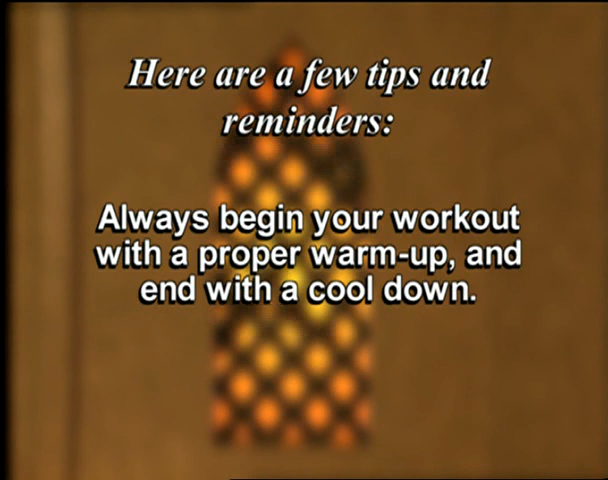 Here are a few tips and
reminders:
Always begin your workout
with a proper warm-up, and
end with a cool down.